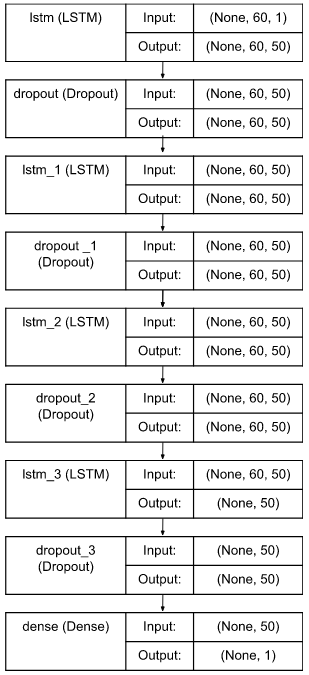 lstm (LSTM) Input: (None, 60, 1)
Output: (None, 60, 50)
dropout (Dropout) Input: (None, 60, 50)
Output: (None, 60, 50)
lstm_1 (LSTM) Input: (None, 60, 50)
Output: (None, 60, 50)
dropout _1 Input: (None, 60, 50)
(Dropout) Output: (None, 60, 50)
lstm_2 (LSTM) Input: (None, 60, 50)
Output: (None, 60, 50)
dropout_2 Input: (None, 60, 50)
(Dropout) Output: (None, 60, 50)
lstm_3 (LSTM) Input: (None, 60, 50)
Output: (None, 50)
dropout_3 Input: (None, 50)
(Dropout) Output: (None, 50)
dense (Dense) Input: (None, 50)
Output: (None, 1)